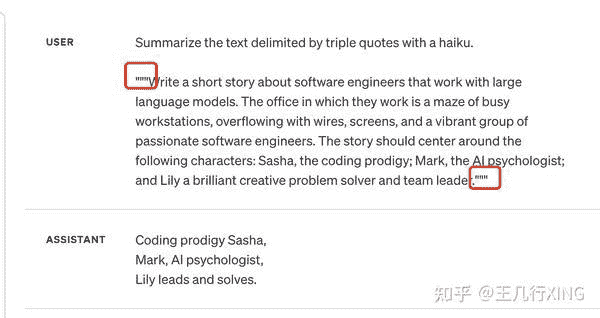 USER
Summarize the text delimited by triple quotes with a haiku.
"""Write a short story about software engineers that work with large
language models. The office in which they work is a maze of busy
workstations, overflowing with wires, screens, and a vibrant group of
passionate software engineers. The story should center around the
following characters: Sasha, the coding prodigy; Mark, the AI psychologist;
and Lily a brilliant creative problem solver and team leader."""
ASSISTANT
Coding prodigy Sasha,
Mark, AI psychologist,
Lily leads and solves.
知乎 @王几行XING